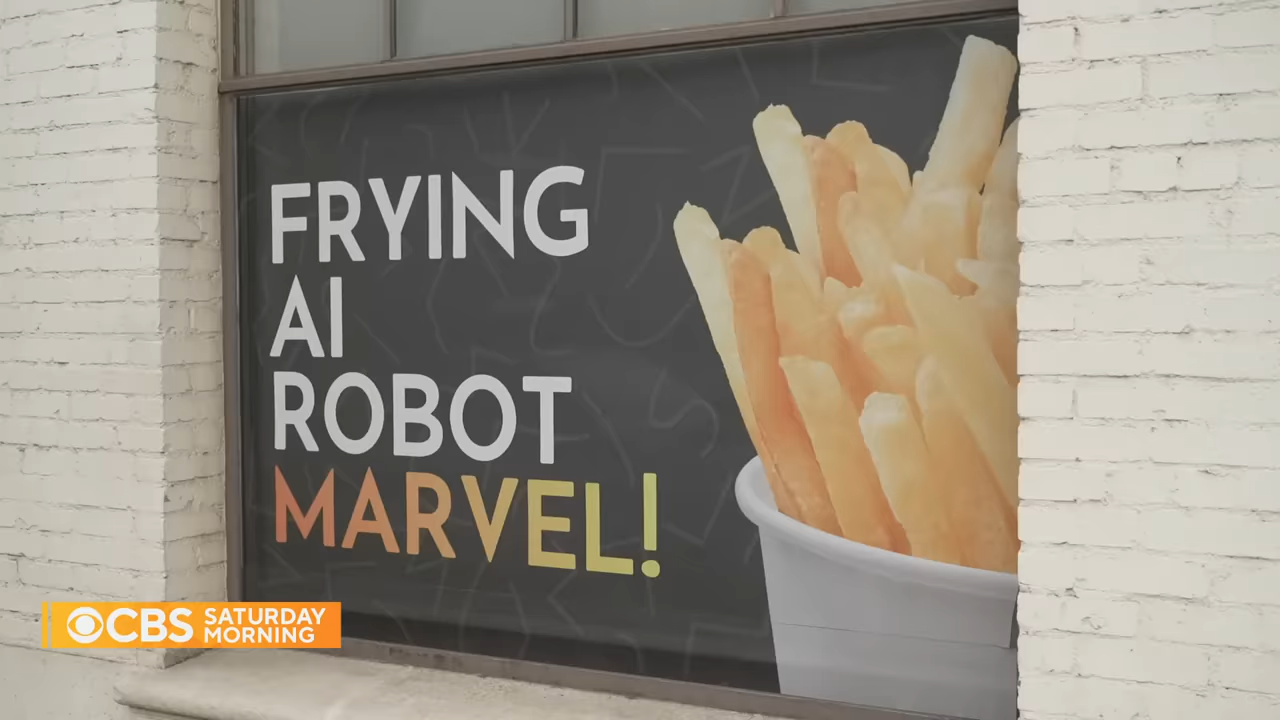 FRYING
AI
ROBOT
MARVEL!
CBS SATURDAY
MORNING